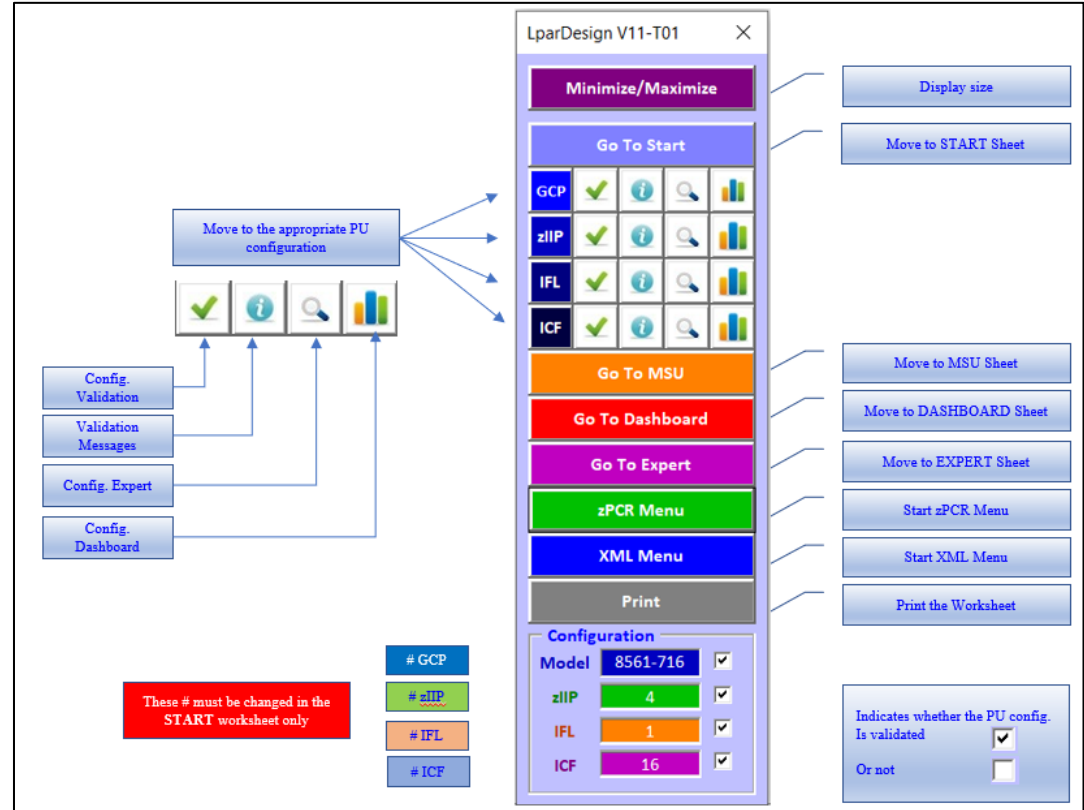 LparDesign V11-T01
Minimize/Maximize
Display size
Go To Start
Move to START Sheet
GCP
zIIP
IFL
ICF
Move to the appropriate PU
configuration
Config.
Validation
Validation
Messages
Config. Expert
Config.
Dashboard
Go To MSU
Move to MSU Sheet
Go To Dashboard
Move to DASHBOARD Sheet
Go To Expert
Move to EXPERT Sheet
zPCR Menu
Start zPCR Menu
XML Menu
Start XML Menu
Print
Print the Worksheet
Configuration
Model 8561-716
zIIP 4
IFL 1
ICF 16
These # must be changed in the
START worksheet only
# GCP
# zIIP
# IFL
# ICF
Indicates whether the PU config.
Is validated
Or not